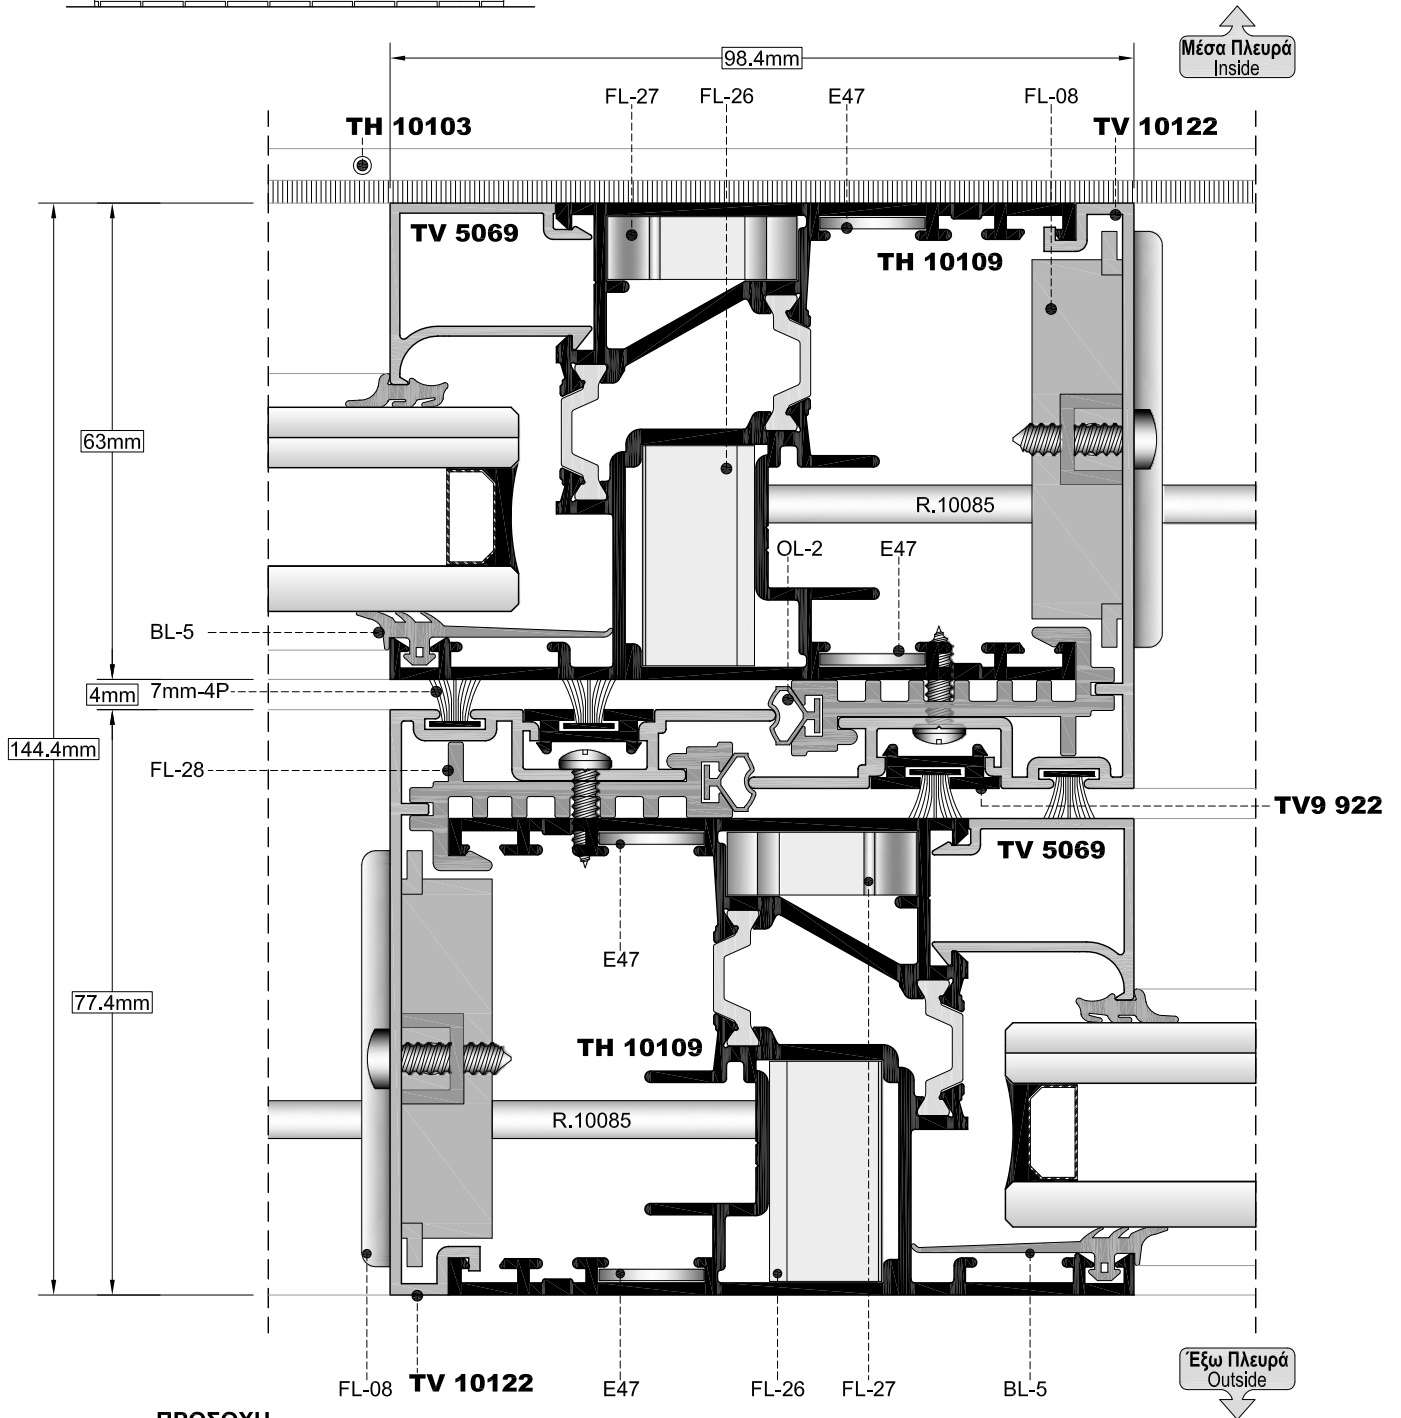 Μέσα Πλευρά
Inside
98.4mm
FL-27
FL-26
E47
FL-08
TH 10103
TV 10122
TV 5069
TH 10109
63mm
R.10085
OL-2
E47
BL-5
4mm
7mm-4P
144.4mm
FL-28
TV9 922
TV 5069
E47
77.4mm
TH 10109
R.10085
FL-08
TV 10122
E47
FL-26
FL-27
BL-5
Έξω Πλευρά
Outside
ΠΡΟΣΟΧΗ